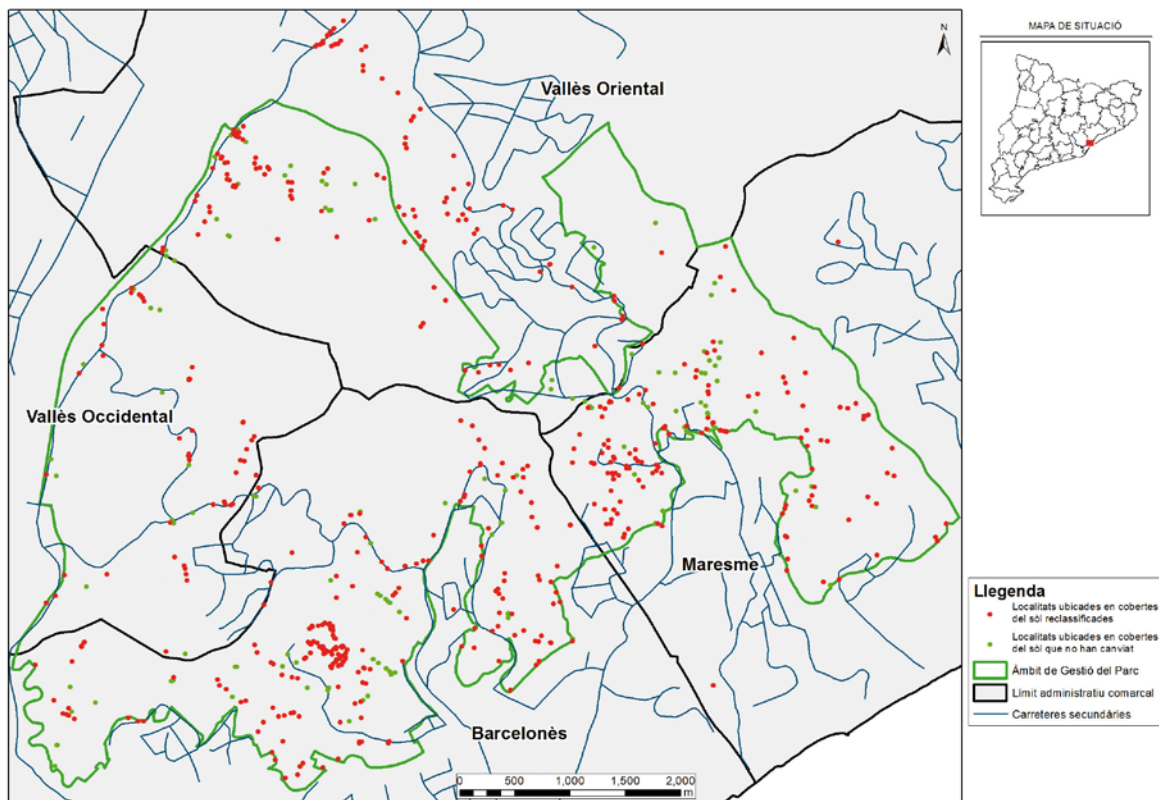 MAPA DE SITUACIÓ
N
Vallès Oriental
Vallès Occidental
Maresme
Barcelonès
0 500 1,000 1,500 2,000
m
Llegenda
Localitats ubicades en cobertes
del sòl reclassificades
Localitats ubicades en cobertes
del sòl que no han canviat
Àmbit de Gestió del Parc
Límit administratiu comarcal
Carreteres secundàries